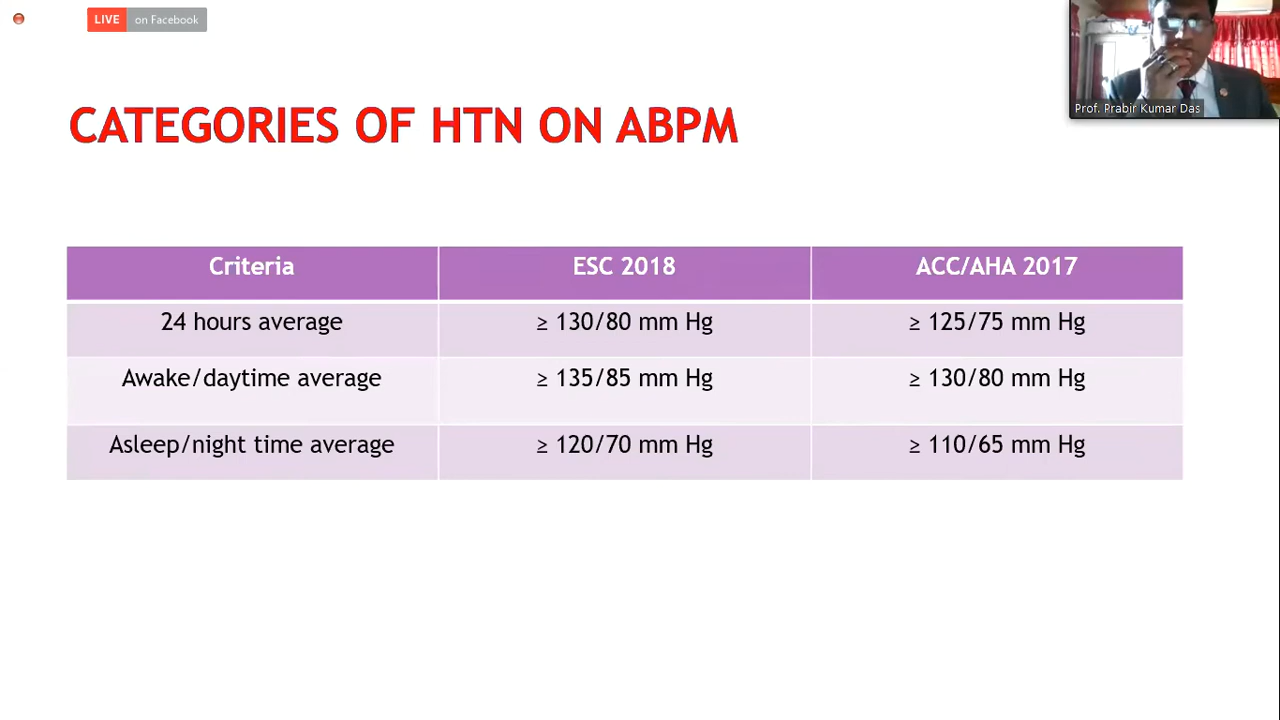 LIVE on Facebook
Prof. Prabir Kumar Das
CATEGORIES OF HTN ON ABPM
Criteria ESC 2018 ACC/AHA 2017
24 hours average ≥ 130/80 mm Hg ≥ 125/75 mm Hg
Awake/daytime average ≥ 135/85 mm Hg ≥ 130/80 mm Hg
Asleep/night time average ≥ 120/70 mm Hg ≥ 110/65 mm Hg